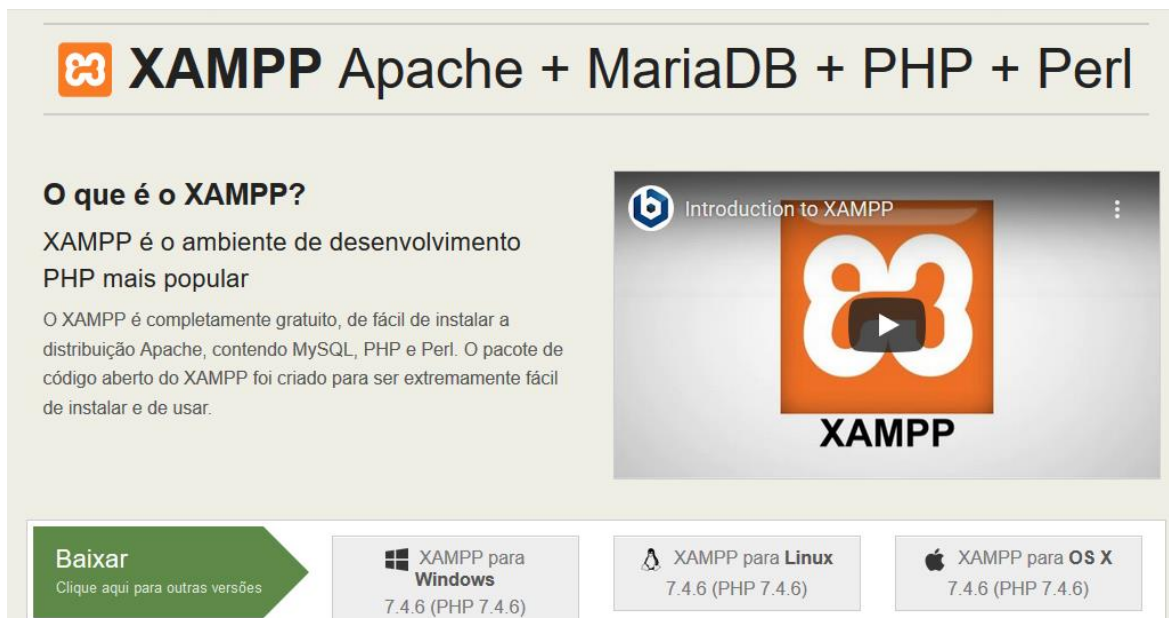 XAMPP Apache + MariaDB + PHP + Perl
O que é o XAMPP?
XAMPP é o ambiente de desenvolvimento
PHP mais popular
O XAMPP é completamente gratuito, de fácil de instalar a
distribuição Apache, contendo MySQL, PHP e Perl. O pacote de
código aberto do XAMPP foi criado para ser extremamente fácil
de instalar e de usar.
Introduction to XAMPP
XAMPP
Baixar
Clique aqui para outras versões
XAMPP para
Windows
7.4.6 (PHP 7.4.6)
XAMPP para Linux
7.4.6 (PHP 7.4.6)
XAMPP para OS X
7.4.6 (PHP 7.4.6)